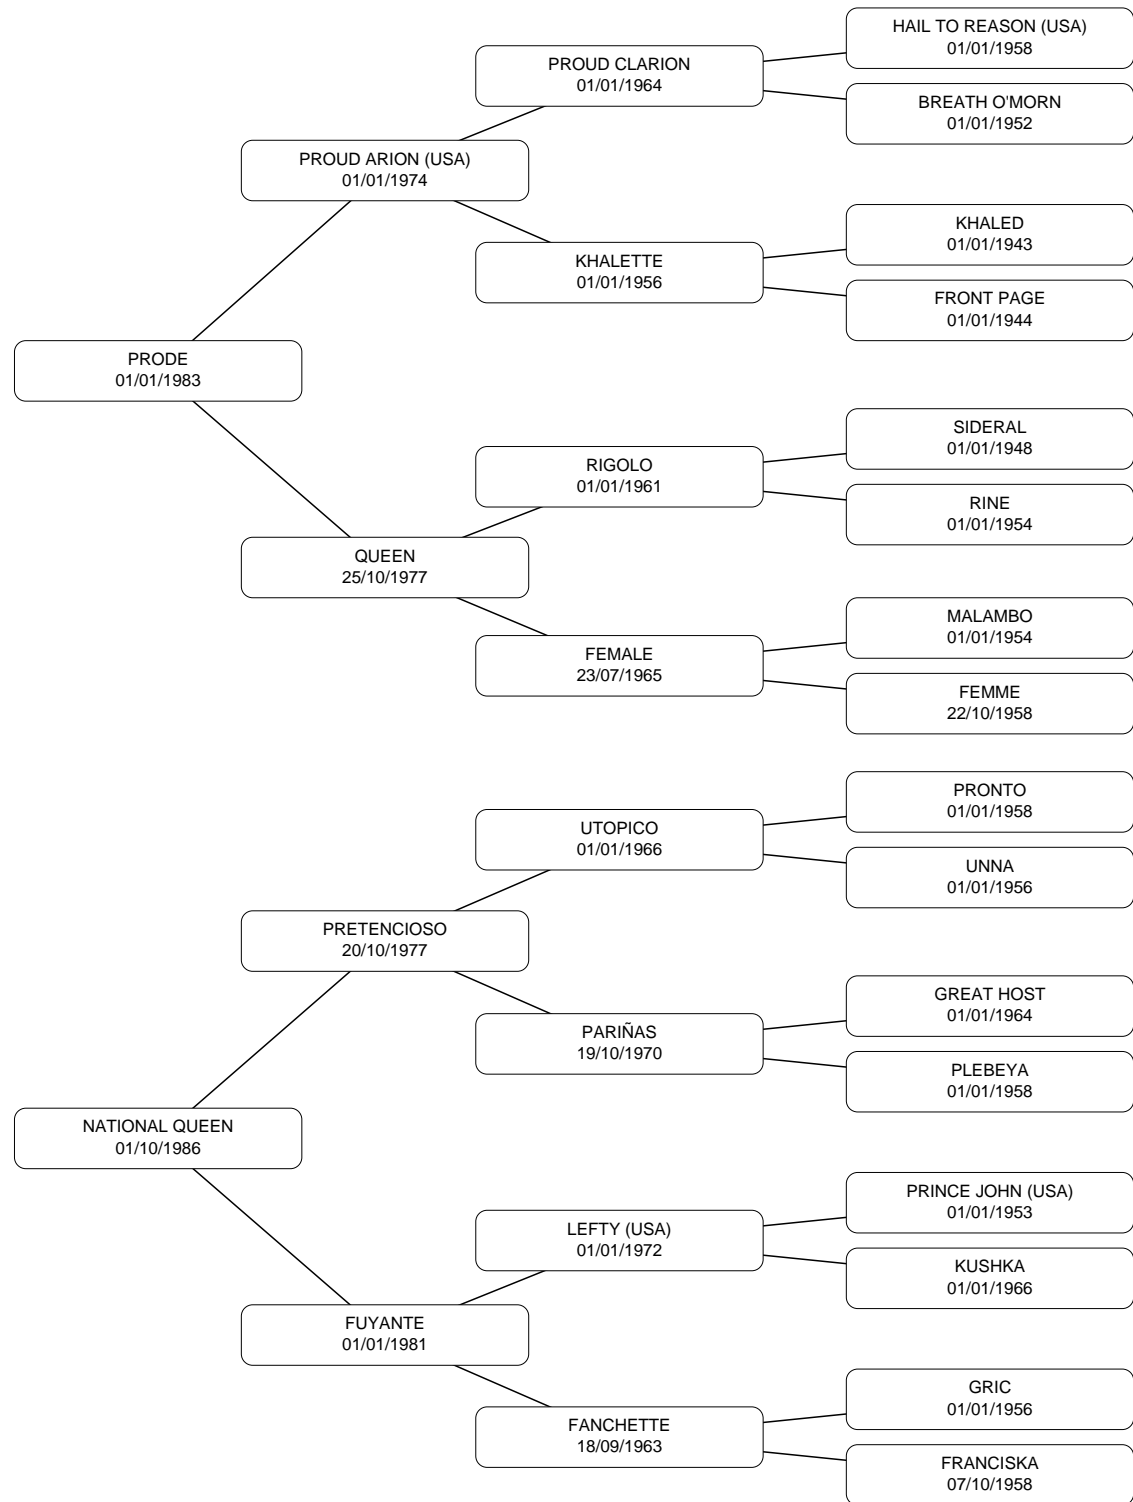 HAIL TO REASON (USA)
01/01/1958
PROUD CLARION
01/01/1964
BREATH O'MORN
01/01/1952
PROUD ARION (USA)
01/01/1974
KHALED
01/01/1943
KHALETTE
01/01/1956
FRONT PAGE
01/01/1944
PRODE
01/01/1983
SIDERAL
01/01/1948
RIGOLO
01/01/1961
RINE
01/01/1954
QUEEN
25/10/1977
MALAMBO
01/01/1954
FEMALE
23/07/1965
FEMME
22/10/1958
PRONTO
01/01/1958
UTOPICO
01/01/1966
UNNA
01/01/1956
PRETENCIOSO
20/10/1977
GREAT HOST
01/01/1964
PARIÑAS
19/10/1970
PLEBEYA
01/01/1958
NATIONAL QUEEN
01/10/1986
PRINCE JOHN (USA)
01/01/1953
LEFTY (USA)
01/01/1972
KUSHKA
01/01/1966
FUYANTE
01/01/1981
GRIC
01/01/1956
FANCHETTE
18/09/1963
FRANCISKA
07/10/1958